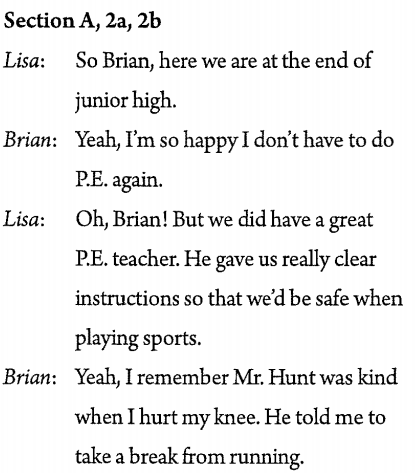 Section A, 2a, 2b
Lisa: So Brian, here we are at the end of
junior high.
Brian: Yeah, I'm so happy I don't have to do
P.E. again.
Lisa: Oh, Brian! But we did have a great
P.E. teacher. He gave us really clear
instructions so that we'd be safe when
playing sports.
Brian: Yeah, I remember Mr. Hunt was kind
when I hurt my knee. He told me to
take a break from running.